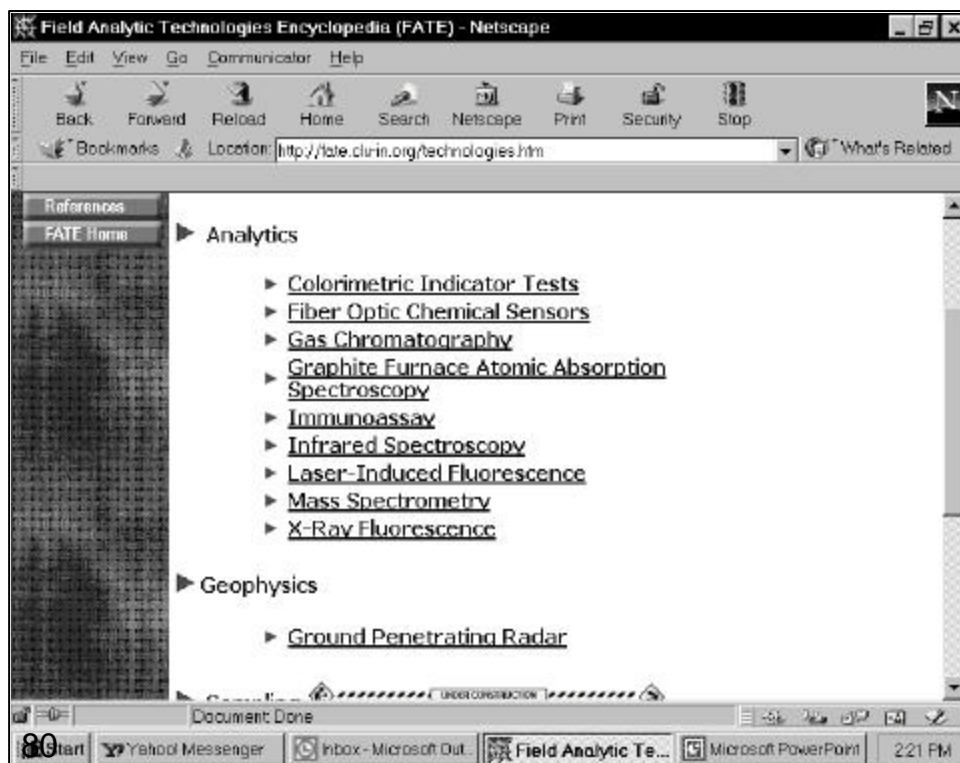 Field Analytic Technologies Encyclopedia (FATE) - Netscape
File Edit View Go Communicator Help
Back Forward Reload Home Search Netscape Print Security Stop
N
Bookmarks Location: http://fate.clu-in.org/technologies.htm What's Related
References
FATE Home
Analytics
Colorimetric Indicator Tests
Fiber Optic Chemical Sensors
Gas Chromatography
Graphite Furnace Atomic Absorption
Spectroscopy
Immunoassay
Infrared Spectroscopy
Laser-Induced Fluorescence
Mass Spectrometry
X-Ray Fluorescence
Geophysics
Ground Penetrating Radar
Sampling UNDER CONSTRUCTION
Document: Done
80 Start Yahoo! Messenger Inbox - Microsoft Out... Field Analytic Te... Microsoft PowerPoint 2:21 PM